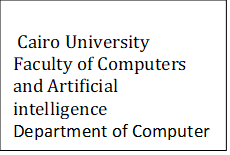 Cairo University
Faculty of Computers
and Artificial
intelligence
Department of Computer